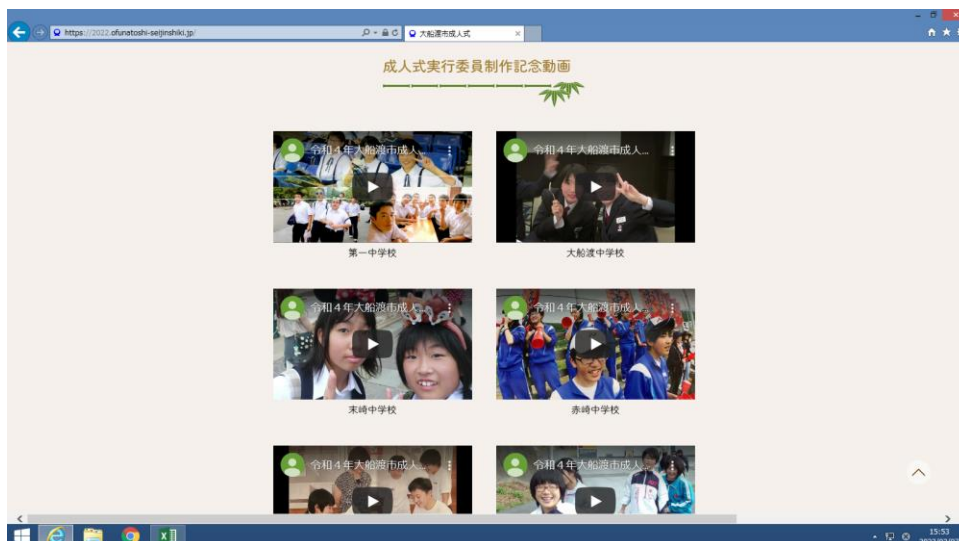 https://2022.ofunatoshi-seijinshiki.jp/
大船渡市成人式
成人式実行委員制作記念動画
令和4年大船渡市成人...
令和4年大船渡市成人...
第一中学校
大船渡中学校
令和4年大船渡市成人...
令和4年大船渡市成人...
末崎中学校
赤崎中学校
令和4年大船渡市成人...
令和4年大船渡市成人...
15:53